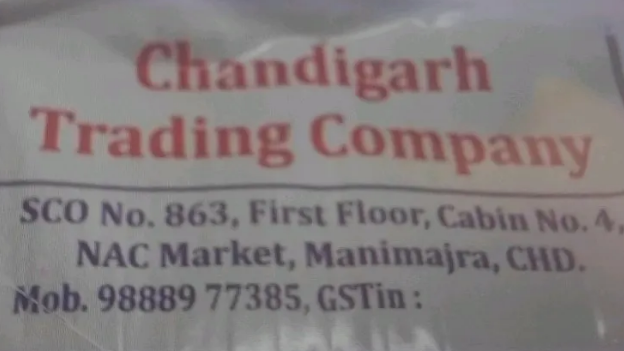 Chandigarh
Trading Company
SCO No. 863, First Floor, Cabin No. 4,
NAC Market, Manimajra, CHD.
Mob. 98889 77385, GSTin :